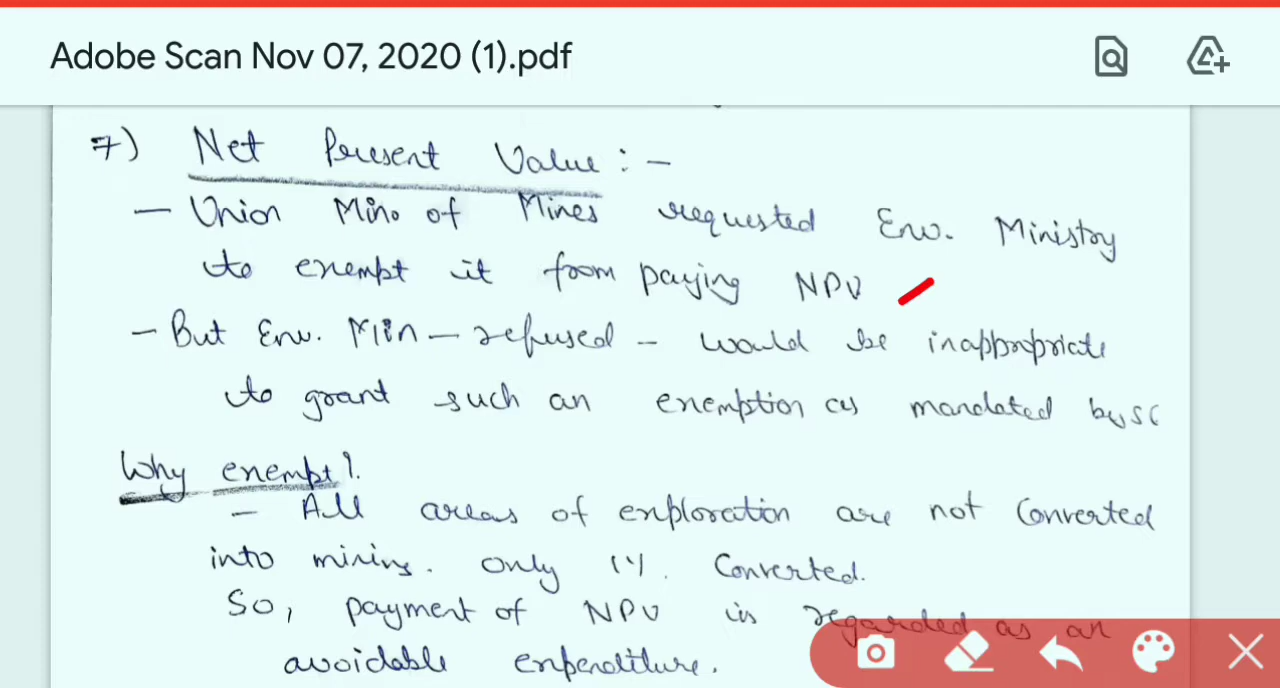 Adobe Scan Nov 07, 2020 (1).pdf
7) Net Present Value : -
- Union Min. of Mines requested Env. Ministry
to exempt it from paying NPV
- But Env. Min - refused - would be inappropriate
to grant such an exemption as mandated by SC
Why exempt?
- All areas of exploration are not Converted
into mining. Only 1%. Converted.
So, payment of NPV is regarded as an
avoidable expenditure.